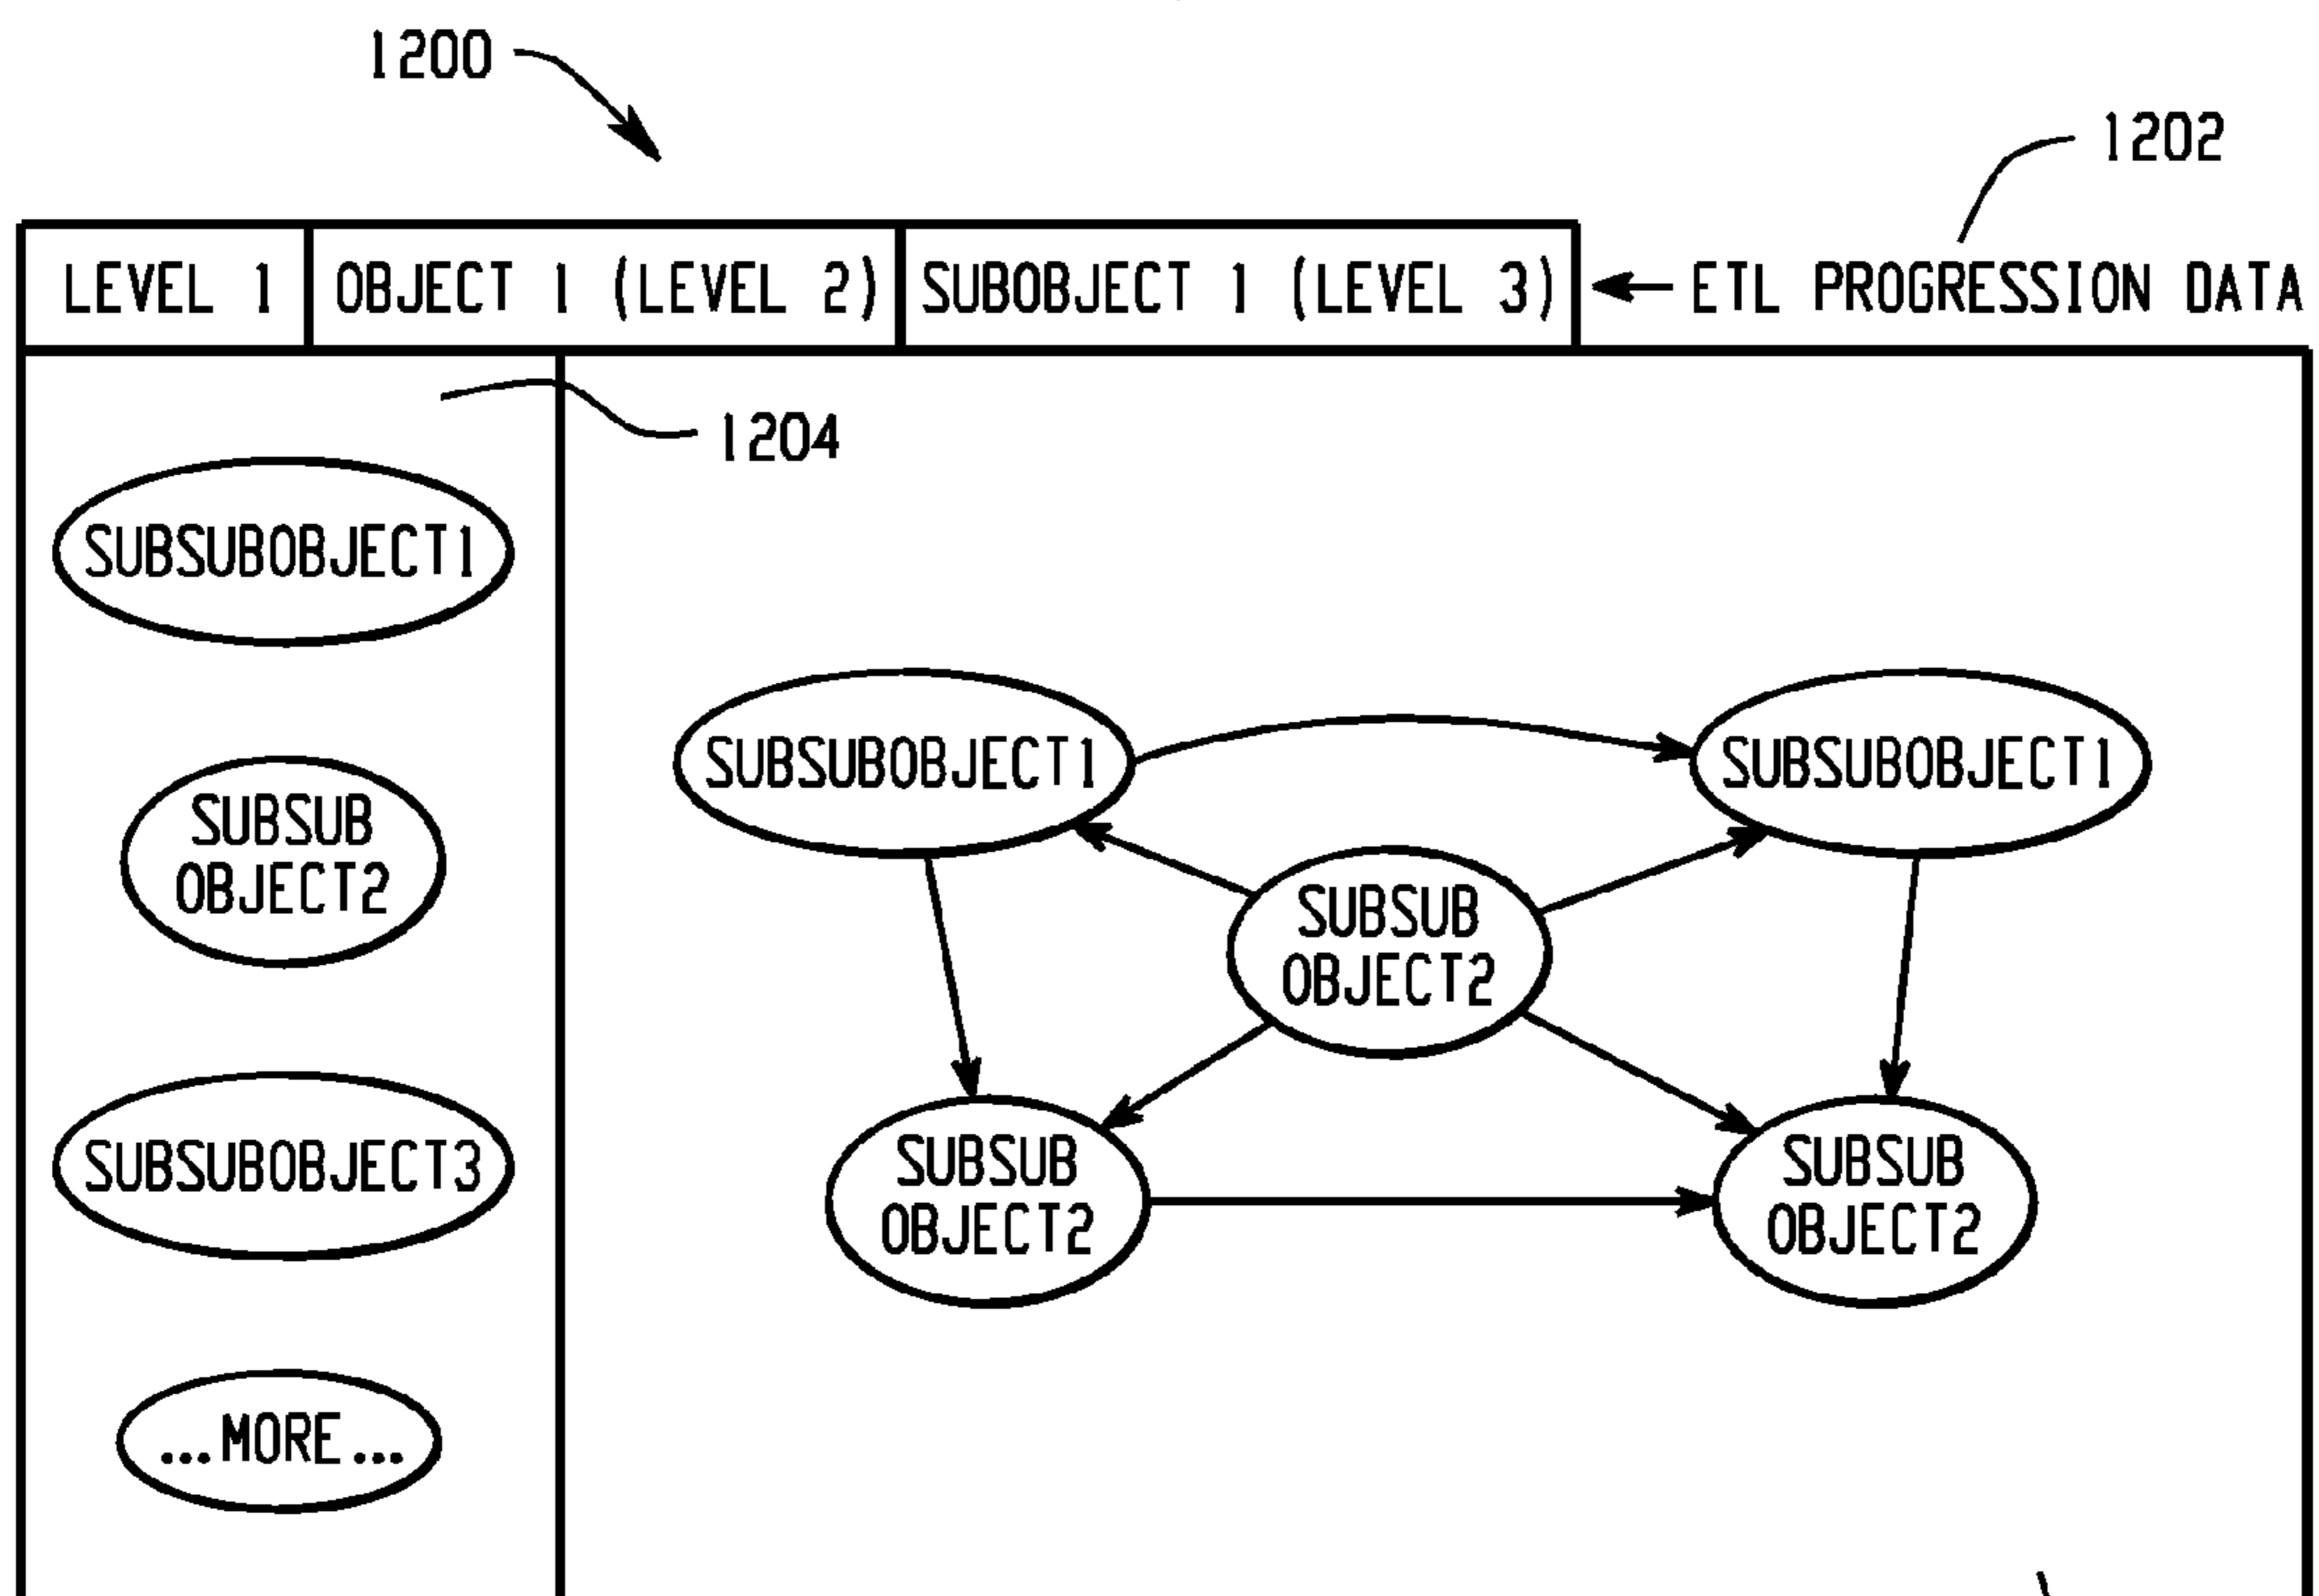 1200
1202
LEVEL 1 OBJECT 1 (LEVEL 2) SUBOBJECT 1 (LEVEL 3) ETL PROGRESSION DATA
1204
SUBSUBOBJECT1
SUBSUB
OBJECT2
SUBSUBOBJECT3
...MORE...
SUBSUBOBJECT1
SUBSUBOBJECT1
SUBSUB
OBJECT2
SUBSUB
OBJECT2
SUBSUB
OBJECT2